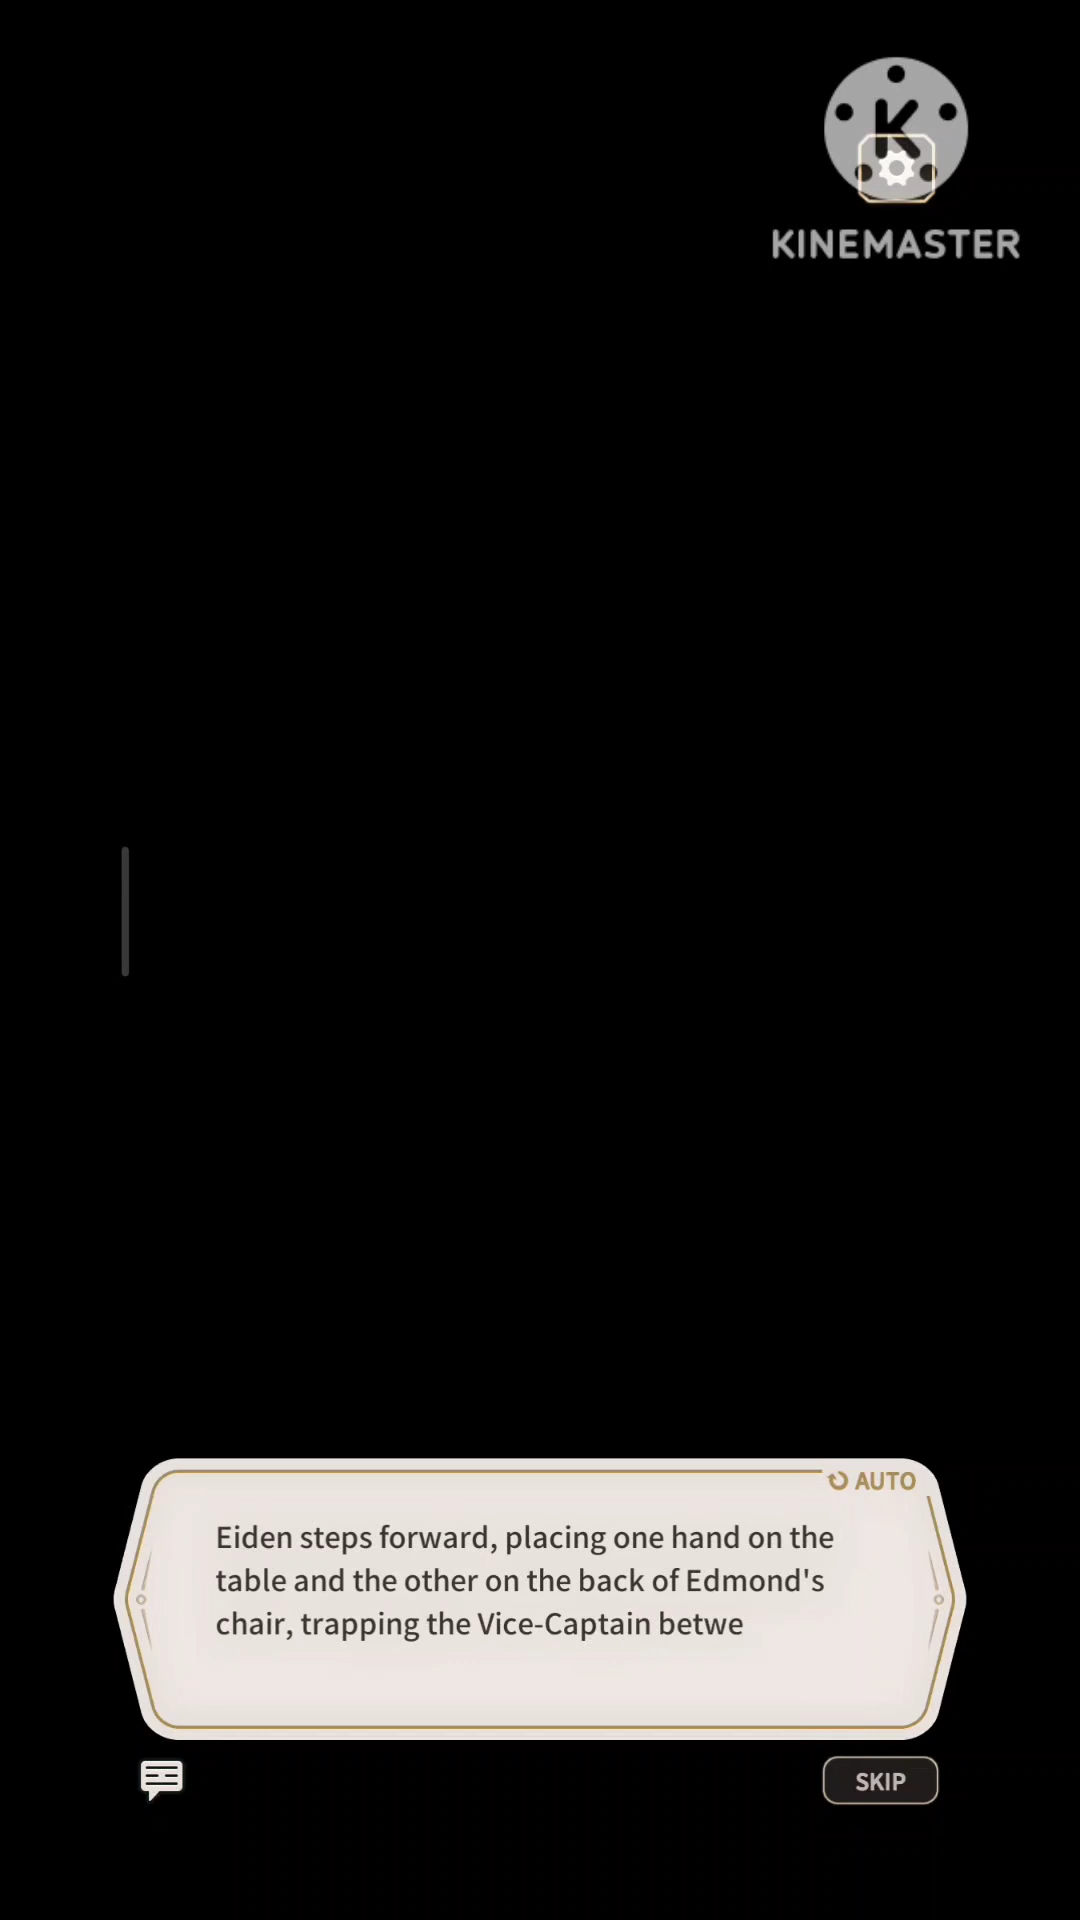 K
KINEMASTER
AUTO
Eiden steps forward, placing one hand on the
table and the other on the back of Edmond's
chair, trapping the Vice-Captain betwe
SKIP